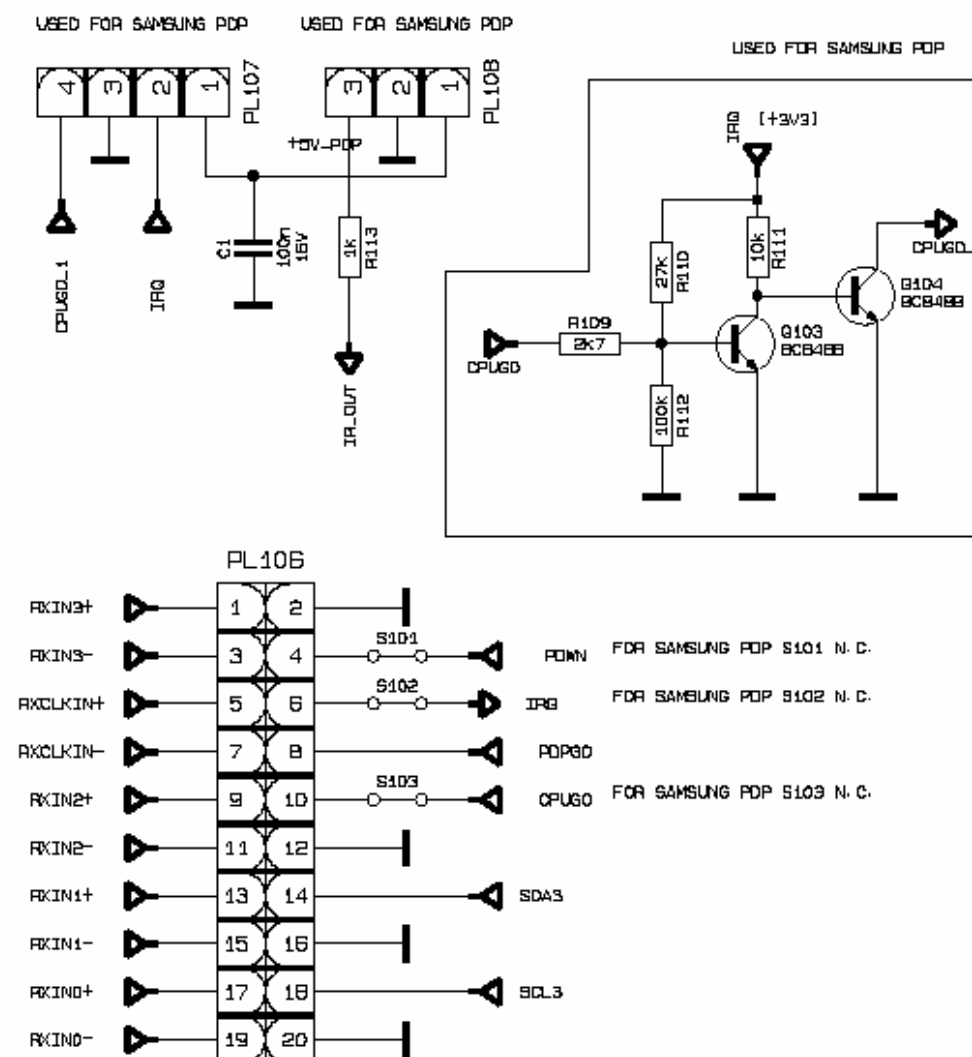 USED FOR SAMSUNG PDP
USED FOR SAMSUNG PDP
USED FOR SAMSUNG PDP
4 3 2 1
PL107
3 2 1
PL108
+5V_PDP
C1
100n
16V
1k
R113
CPUGO_1
IRQ
IR_OUT
IRQ
[+3V3]
27k
R110
10k
R111
CPUGO_
Q104
BC848B
R109
2k7
CPUGO
Q103
BC848B
100k
R112
PL106
RXIN3+ 1 2
RXIN3- 3 4 S101 PDWN FOR SAMSUNG PDP S101 N.C.
RXCLKIN+ 5 6 S102 IRQ FOR SAMSUNG PDP S102 N.C.
RXCLKIN- 7 8 PDPGO
RXIN2+ 9 10 S103 CPUGO FOR SAMSUNG PDP S103 N.C.
RXIN2- 11 12
RXIN1+ 13 14 SDA3
RXIN1- 15 16
RXIN0+ 17 18 SCL3
RXIN0- 19 20